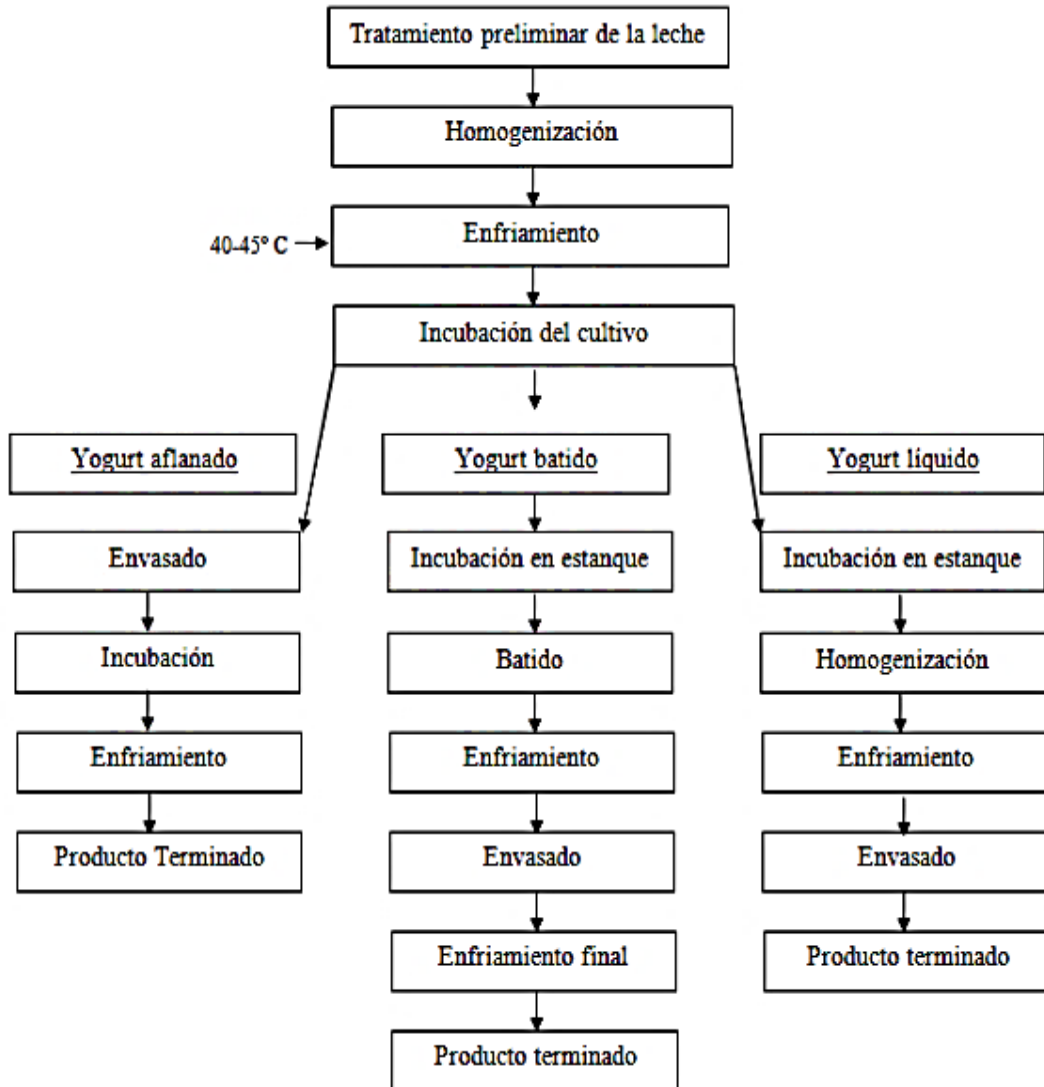 Tratamiento preliminar de la leche
Homogenización
40-45º C
Enfriamiento
Incubación del cultivo
Yogurt aflanado
Envasado
Incubación
Enfriamiento
Producto Terminado
Yogurt batido
Incubación en estanque
Batido
Enfriamiento
Envasado
Enfriamiento final
Producto terminado
Yogurt líquido
Incubación en estanque
Homogenización
Enfriamiento
Envasado
Producto terminado